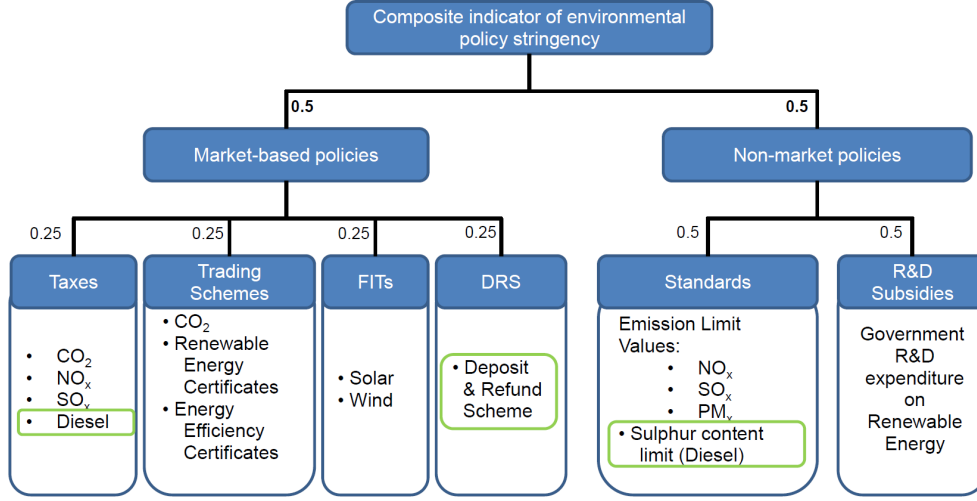 Composite indicator of environmental
policy stringency
0.5
0.5
Market-based policies
Non-market policies
0.25
0.25
0.25
0.25
0.5
0.5
Taxes
• CO₂
• NOₓ
• SOₓ
• Diesel
Trading
Schemes
• CO₂
• Renewable
Energy
Certificates
• Energy
Efficiency
Certificates
FITs
• Solar
• Wind
DRS
• Deposit
& Refund
Scheme
Standards
Emission Limit
Values:
• NOₓ
• SOₓ
• PMₓ
• Sulphur content
limit (Diesel)
R&D
Subsidies
Government
R&D
expenditure
on
Renewable
Energy